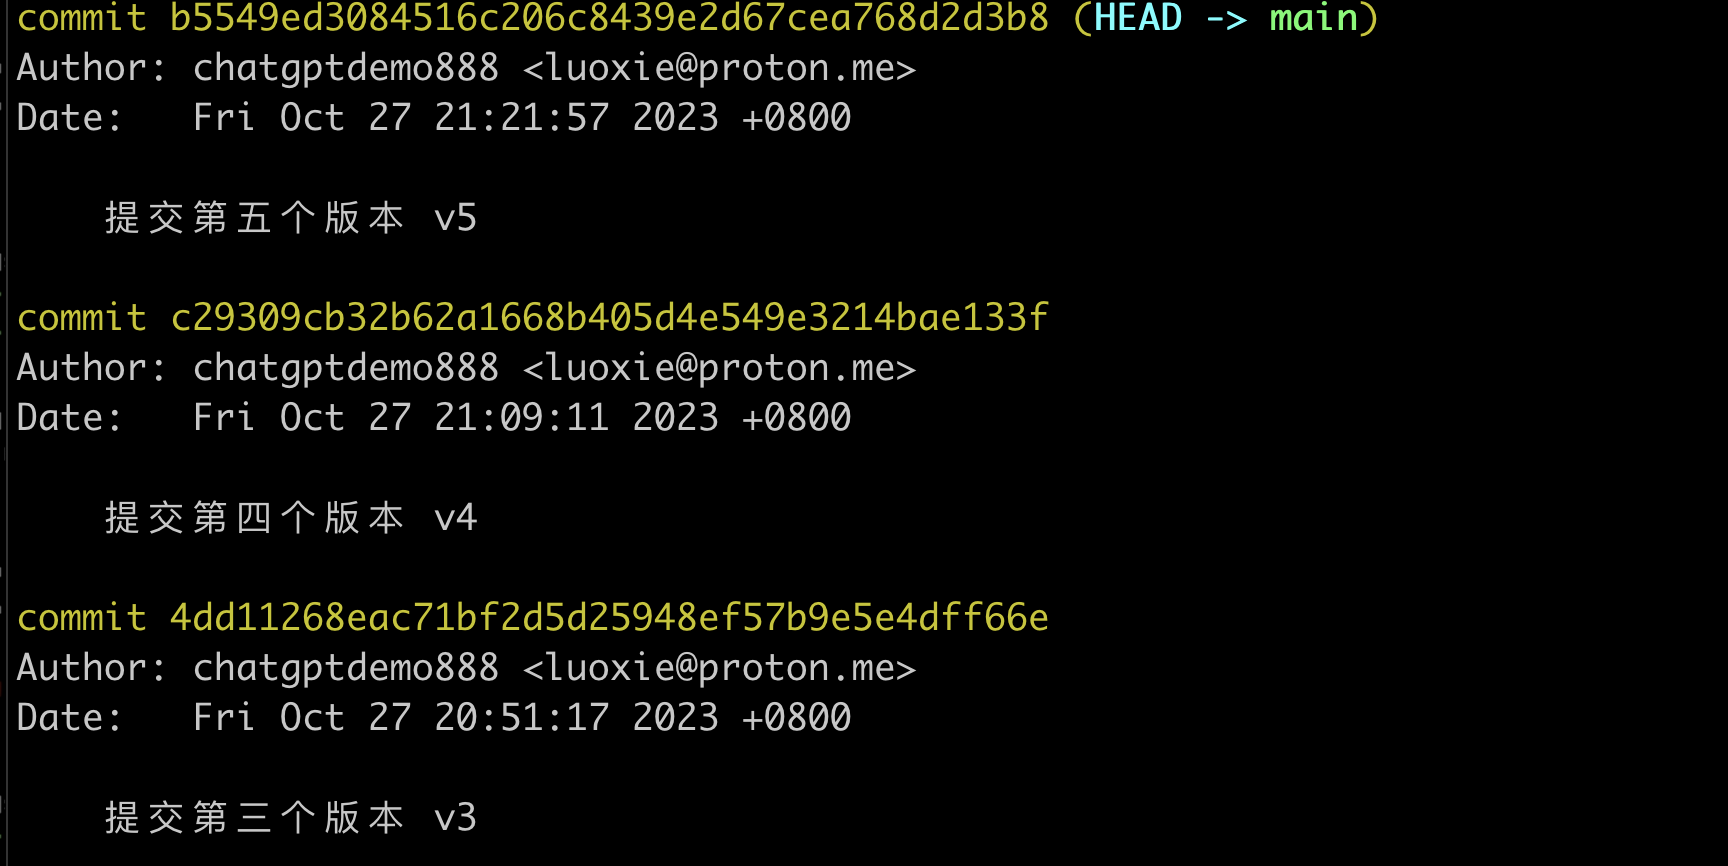 commit b5549ed3084516c206c8439e2d67cea768d2d3b8 (HEAD -> main)
Author: chatgptdemo888 <luoxie@proton.me>
Date:   Fri Oct 27 21:21:57 2023 +0800
提交第五个版本 v5
commit c29309cb32b62a1668b405d4e549e3214bae133f
Author: chatgptdemo888 <luoxie@proton.me>
Date:   Fri Oct 27 21:09:11 2023 +0800
提交第四个版本 v4
commit 4dd11268eac71bf2d5d25948ef57b9e5e4dff66e
Author: chatgptdemo888 <luoxie@proton.me>
Date:   Fri Oct 27 20:51:17 2023 +0800
提交第三个版本 v3